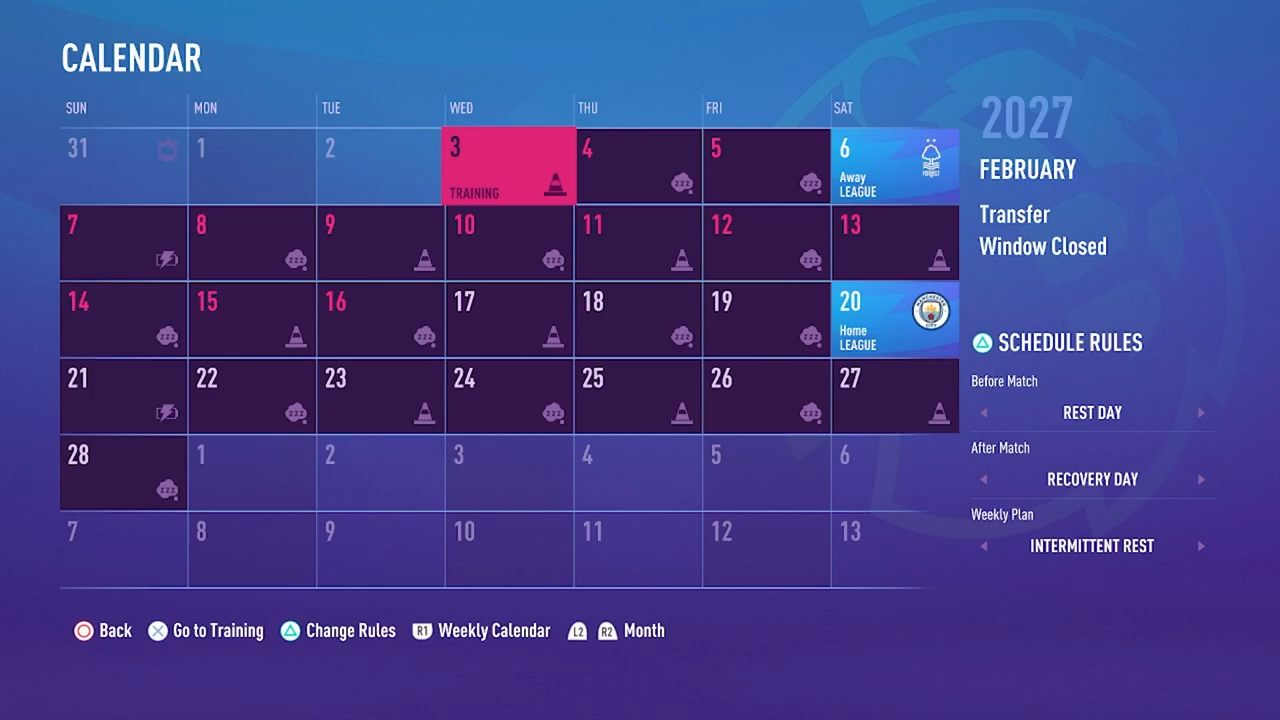 CALENDAR
SUN MON TUE WED THU FRI SAT
31 1 2 3 4 5 6
TRAINING
Away
LEAGUE
FOREST
7 8 9 10 11 12 13
14 15 16 17 18 19 20
Home
LEAGUE
MANCHESTER
CITY
21 22 23 24 25 26 27
28 1 2 3 4 5 6
7 8 9 10 11 12 13
2027
FEBRUARY
Transfer
Window Closed
SCHEDULE RULES
Before Match
REST DAY
After Match
RECOVERY DAY
Weekly Plan
INTERMITTENT REST
Back Go to Training Change Rules R1 Weekly Calendar L2 R2 Month